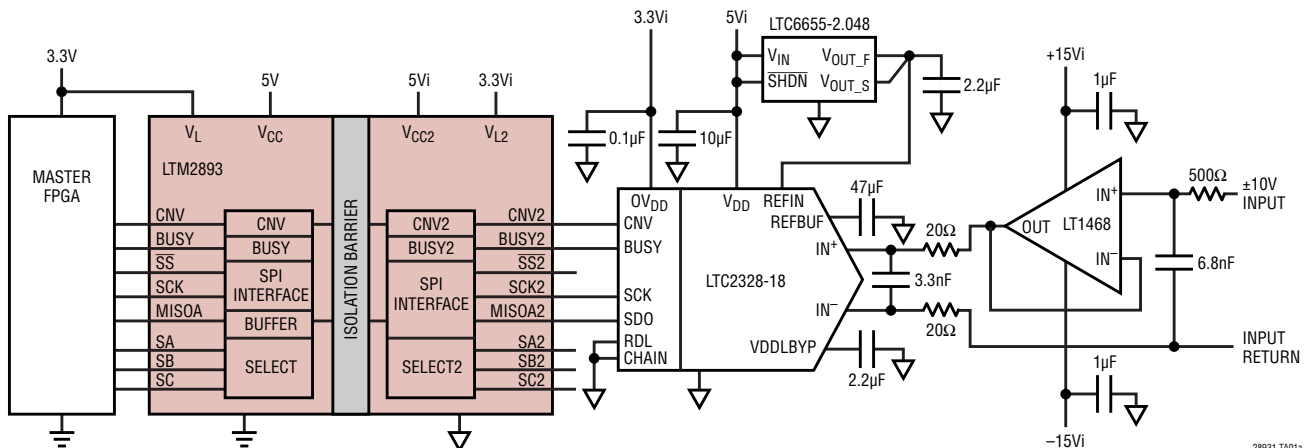 3.3V
5V
5Vi
3.3Vi
3.3Vi
5Vi
LTC6655-2.048
VIN
SHDN
VOUT_F
VOUT_S
2.2µF
+15Vi
1µF
0.1µF
10µF
MASTER
FPGA
VL
VCC
LTM2893
ISOLATION BARRIER
VCC2
VL2
CNV
BUSY
SS
SCK
MISOA
SA
SB
SC
CNV
BUSY
SPI
INTERFACE
BUFFER
SELECT
CNV2
BUSY2
SPI
INTERFACE
SELECT2
CNV2
BUSY2
SS2
SCK2
MISOA2
SA2
SB2
SC2
OVDD
VDD
REFIN
REFBUF
CNV
BUSY
SCK
SDO
RDL
CHAIN
LTC2328-18
IN+
IN−
VDDLBYP
47µF
2.2µF
20Ω
3.3nF
20Ω
OUT
LT1468
IN+
IN−
500Ω
±10V
INPUT
6.8nF
INPUT
RETURN
1µF
−15Vi
28931 TA01a